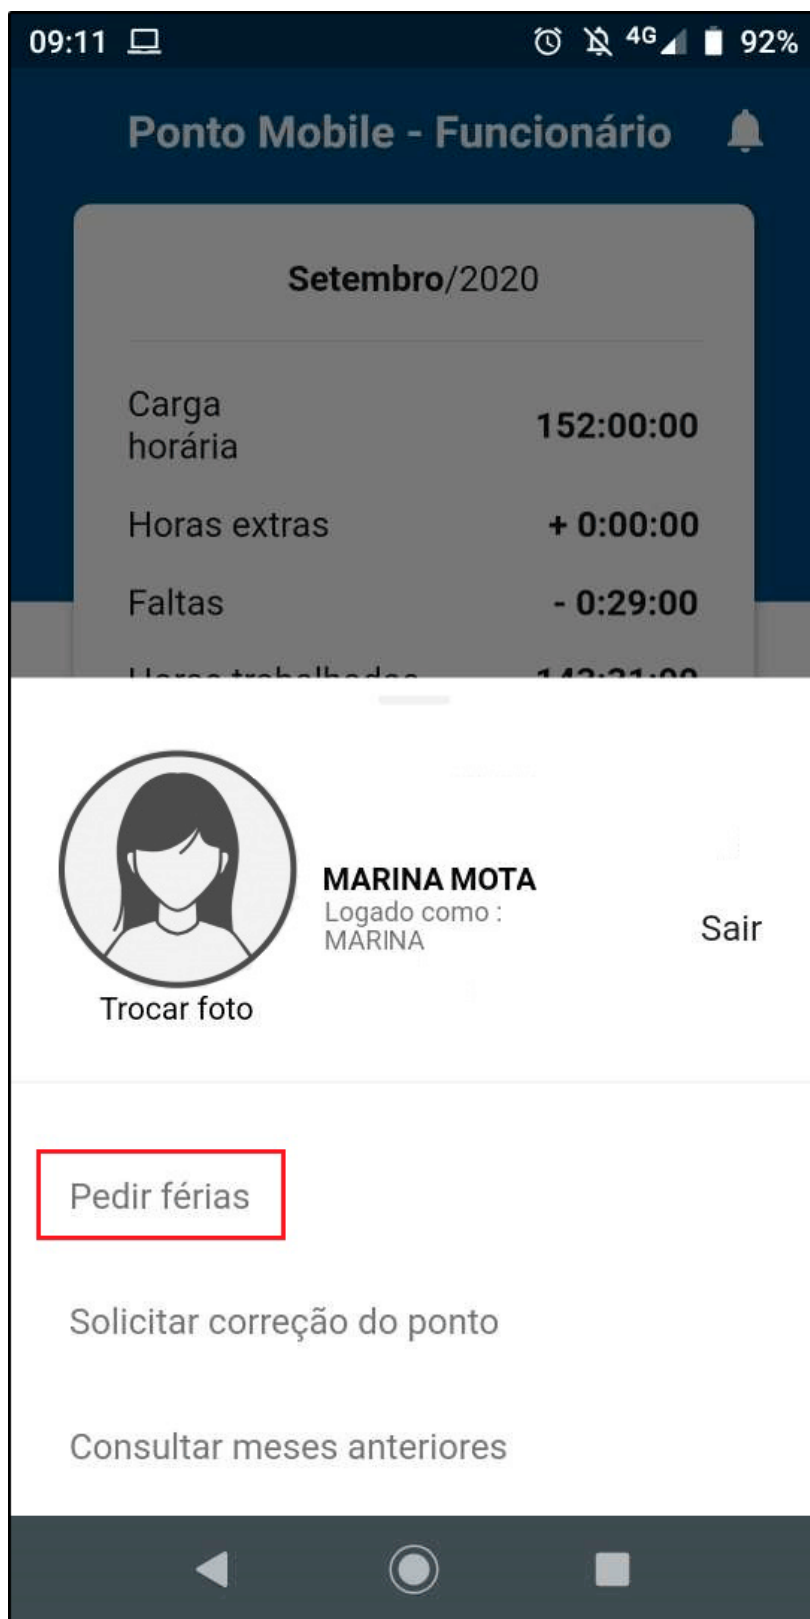 09:11 4G 92%
Ponto Mobile - Funcionário
Setembro/2020
Carga
horária 152:00:00
Horas extras + 0:00:00
Faltas - 0:29:00
Horas trabalhadas
MARINA MOTA
Logado como :
MARINA
Sair
Trocar foto
Pedir férias
Solicitar correção do ponto
Consultar meses anteriores